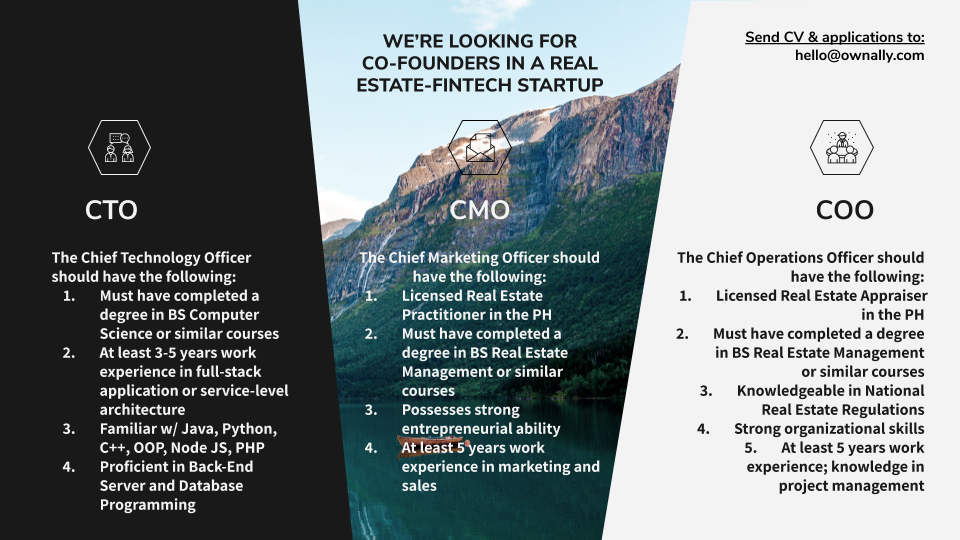 WE'RE LOOKING FOR
CO-FOUNDERS IN A REAL
ESTATE-FINTECH STARTUP
Send CV & applications to:
hello@ownally.com
CTO
The Chief Technology Officer
should have the following:
1. Must have completed a
degree in BS Computer
Science or similar courses
2. At least 3-5 years work
experience in full-stack
application or service-level
architecture
3. Familiar w/ Java, Python,
C++, OOP, Node JS, PHP
4. Proficient in Back-End
Server and Database
Programming
CMO
The Chief Marketing Officer should
have the following:
1. Licensed Real Estate
Practitioner in the PH
2. Must have completed a
degree in BS Real Estate
Management or similar
courses
3. Possesses strong
entrepreneurial ability
4. At least 5 years work
experience in marketing and
sales
COO
The Chief Operations Officer should
have the following:
1. Licensed Real Estate Appraiser
in the PH
2. Must have completed a degree
in BS Real Estate Management
or similar courses
3. Knowledgeable in National
Real Estate Regulations
4. Strong organizational skills
5. At least 5 years work
experience; knowledge in
project management